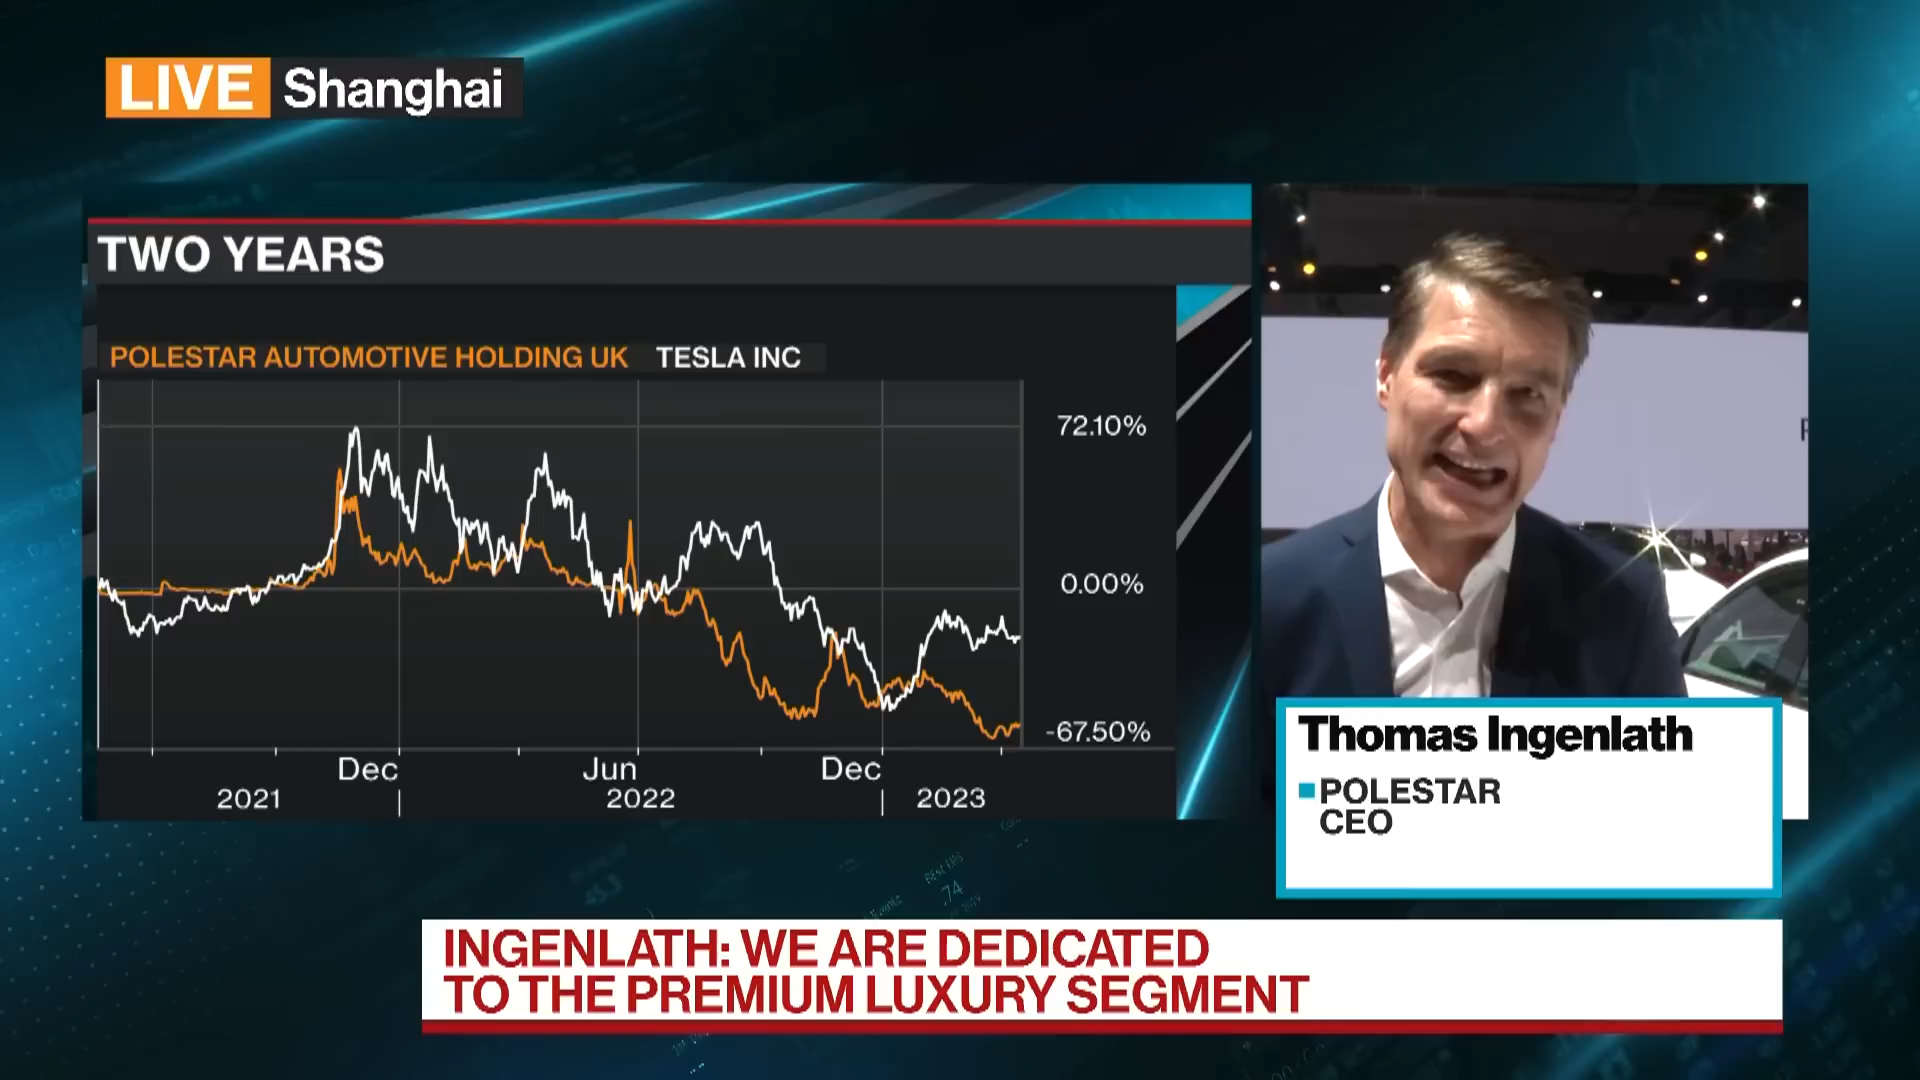 LIVE Shanghai
TWO YEARS
POLESTAR AUTOMOTIVE HOLDING UK TESLA INC
72.10%
0.00%
-67.50%
Dec Jun Dec
2021 2022 2023
Thomas Ingenlath
POLESTAR
CEO
INGENLATH: WE ARE DEDICATED
TO THE PREMIUM LUXURY SEGMENT